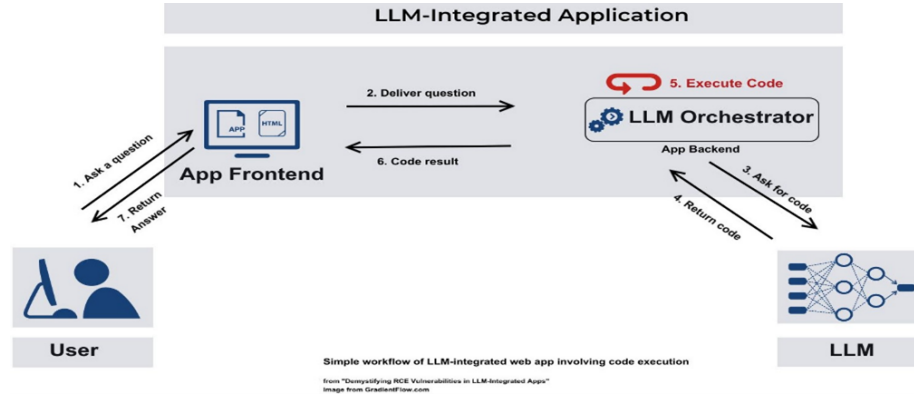 LLM-Integrated Application
5. Execute Code
2. Deliver question
APP
HTML
LLM Orchestrator
App Backend
6. Code result
App Frontend
1. Ask a question
7. Return
Answer
3. Ask for code
4. Return code
User
LLM
Simple workflow of LLM-integrated web app involving code execution
from "Demystifying RCE Vulnerabilities in LLM-Integrated Apps"
Image from GradientFlow.com